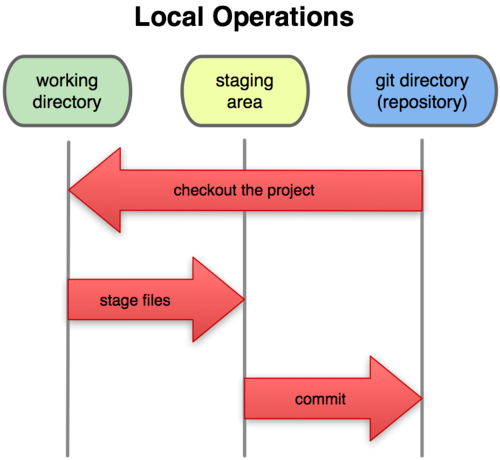 Local Operations
working
directory
staging
area
git directory
(repository)
checkout the project
stage files
commit